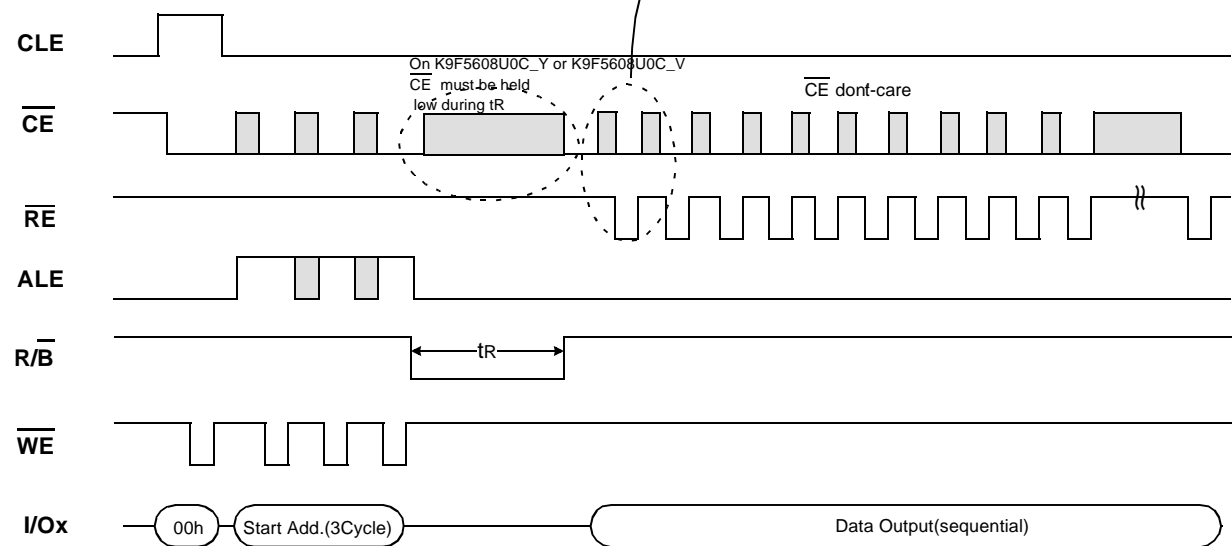 CLE
On K9F5608U0C_Y or K9F5608U0C_V
CE must be held
low during tR
CE don't-care
CE
RE
ALE
R/B
tR
WE
I/Ox
00h
Start Add.(3Cycle)
Data Output(sequential)